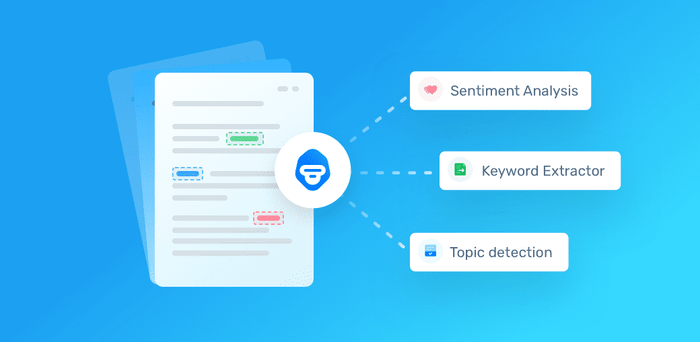 Sentiment Analysis
Keyword Extractor
Topic detection